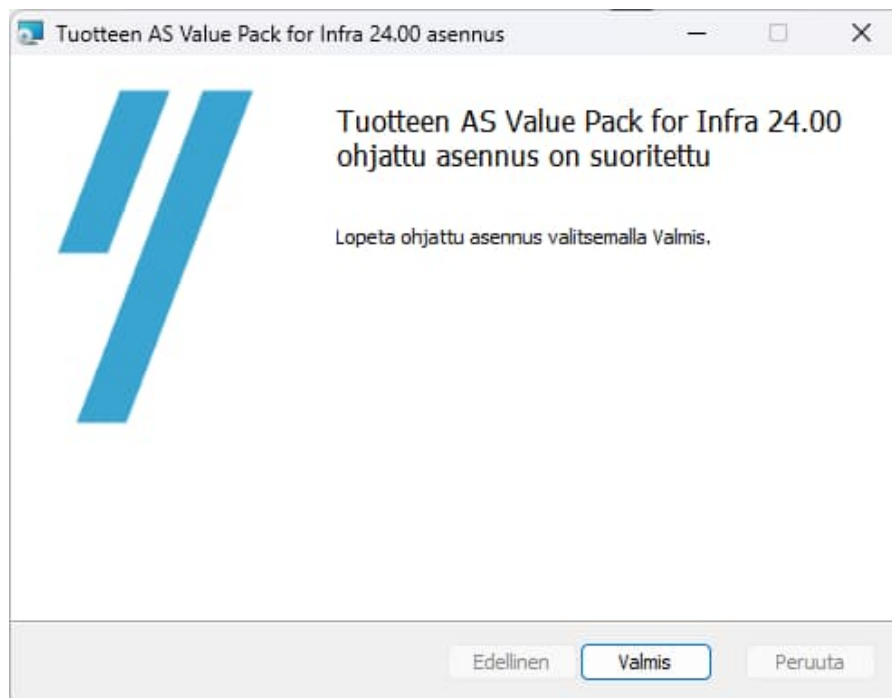 Tuotteen AS Value Pack for Infra 24.00 asennus
Tuotteen AS Value Pack for Infra 24.00
ohjattu asennus on suoritettu
Lopeta ohjattu asennus valitsemalla Valmis.
Edellinen
Valmis
Peruuta